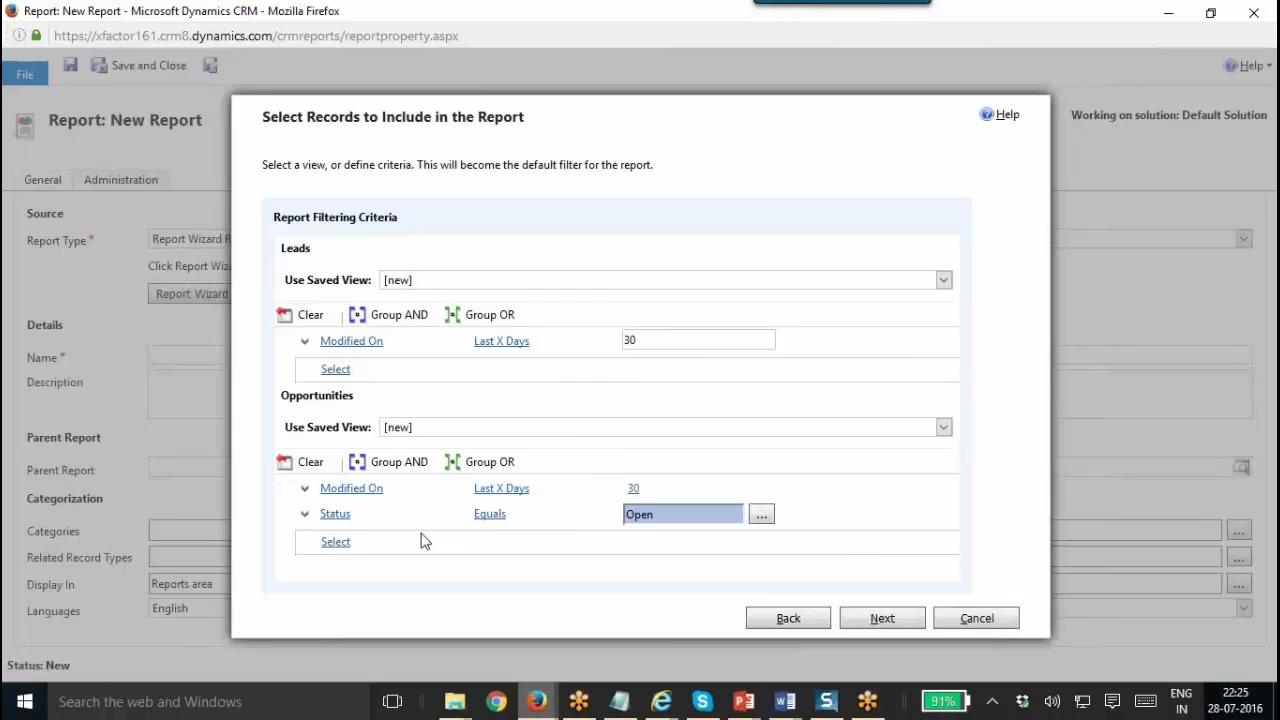 Report: New Report - Microsoft Dynamics CRM - Mozilla Firefox
https://xfactor161.crm8.dynamics.com/crmreports/reportproperty.aspx
File Save and Close Help
Report: New Report
Working on solution: Default Solution
General Administration
Source
Report Type * Report Wizard R
Click Report Wiz
Report Wizard
Details
Name *
Description
Parent Report
Parent Report
Categorization
Categories ...
Related Record Types ...
Display In Reports area ...
Languages English
Status: New
Select Records to Include in the Report
Help
Select a view, or define criteria. This will become the default filter for the report.
Report Filtering Criteria
Leads
Use Saved View: [new]
Clear Group AND Group OR
Modified On Last X Days 30
Select
Opportunities
Use Saved View: [new]
Clear Group AND Group OR
Modified On Last X Days 30
Status Equals Open ...
Select
Back Next Cancel
Search the web and Windows
91%
ENG
IN
22:25
28-07-2016